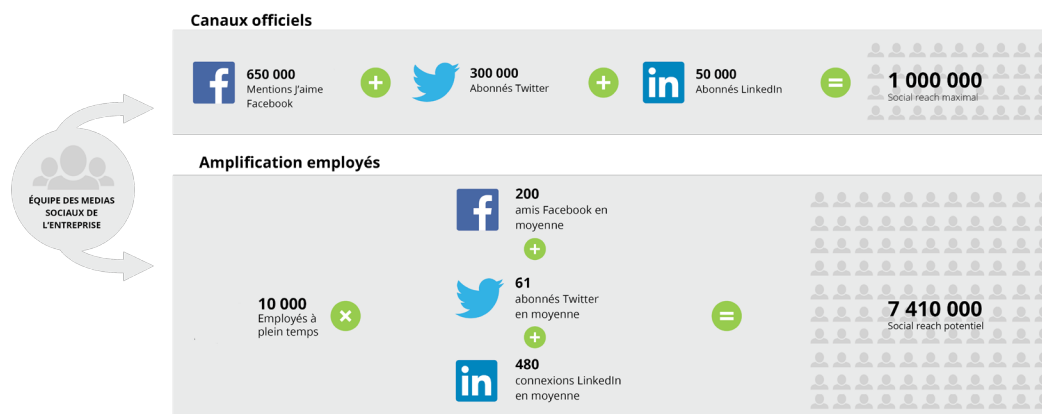 Canaux officiels
650 000
Mentions J'aime
Facebook
300 000
Abonnés Twitter
50 000
Abonnés LinkedIn
1 000 000
Social reach maximal
ÉQUIPE DES MEDIAS
SOCIAUX DE
L'ENTREPRISE
Amplification employés
10 000
Employés à
plein temps
200
amis Facebook en
moyenne
61
abonnés Twitter
en moyenne
480
connexions LinkedIn
en moyenne
7 410 000
Social reach potentiel